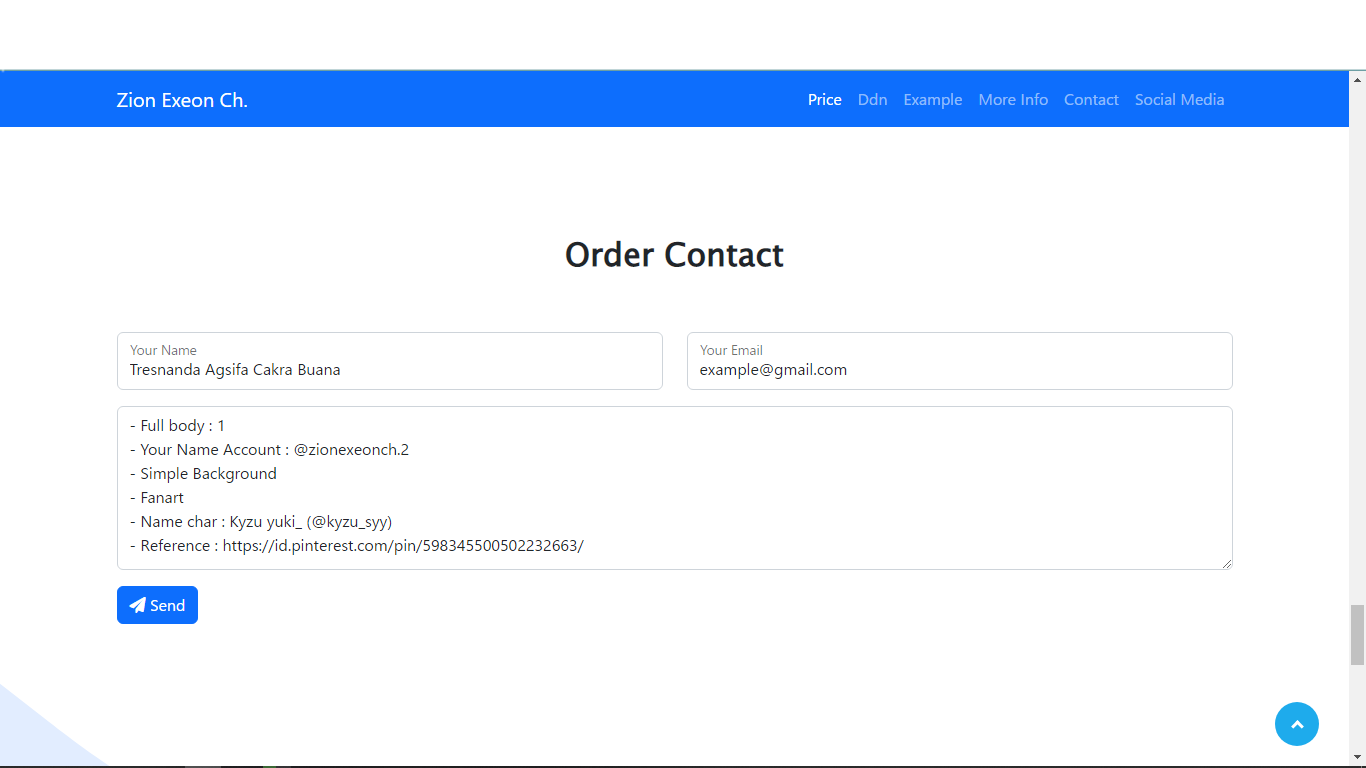 Zion Exeon Ch.
Price Ddn Example More Info Contact Social Media
Order Contact
Your Name
Tresnanda Agsifa Cakra Buana
Your Email
example@gmail.com
- Full body : 1
- Your Name Account : @zionexeonch.2
- Simple Background
- Fanart
- Name char : Kyzu yuki_ (@kyzu_syy)
- Reference : https://id.pinterest.com/pin/598345500502232663/
Send